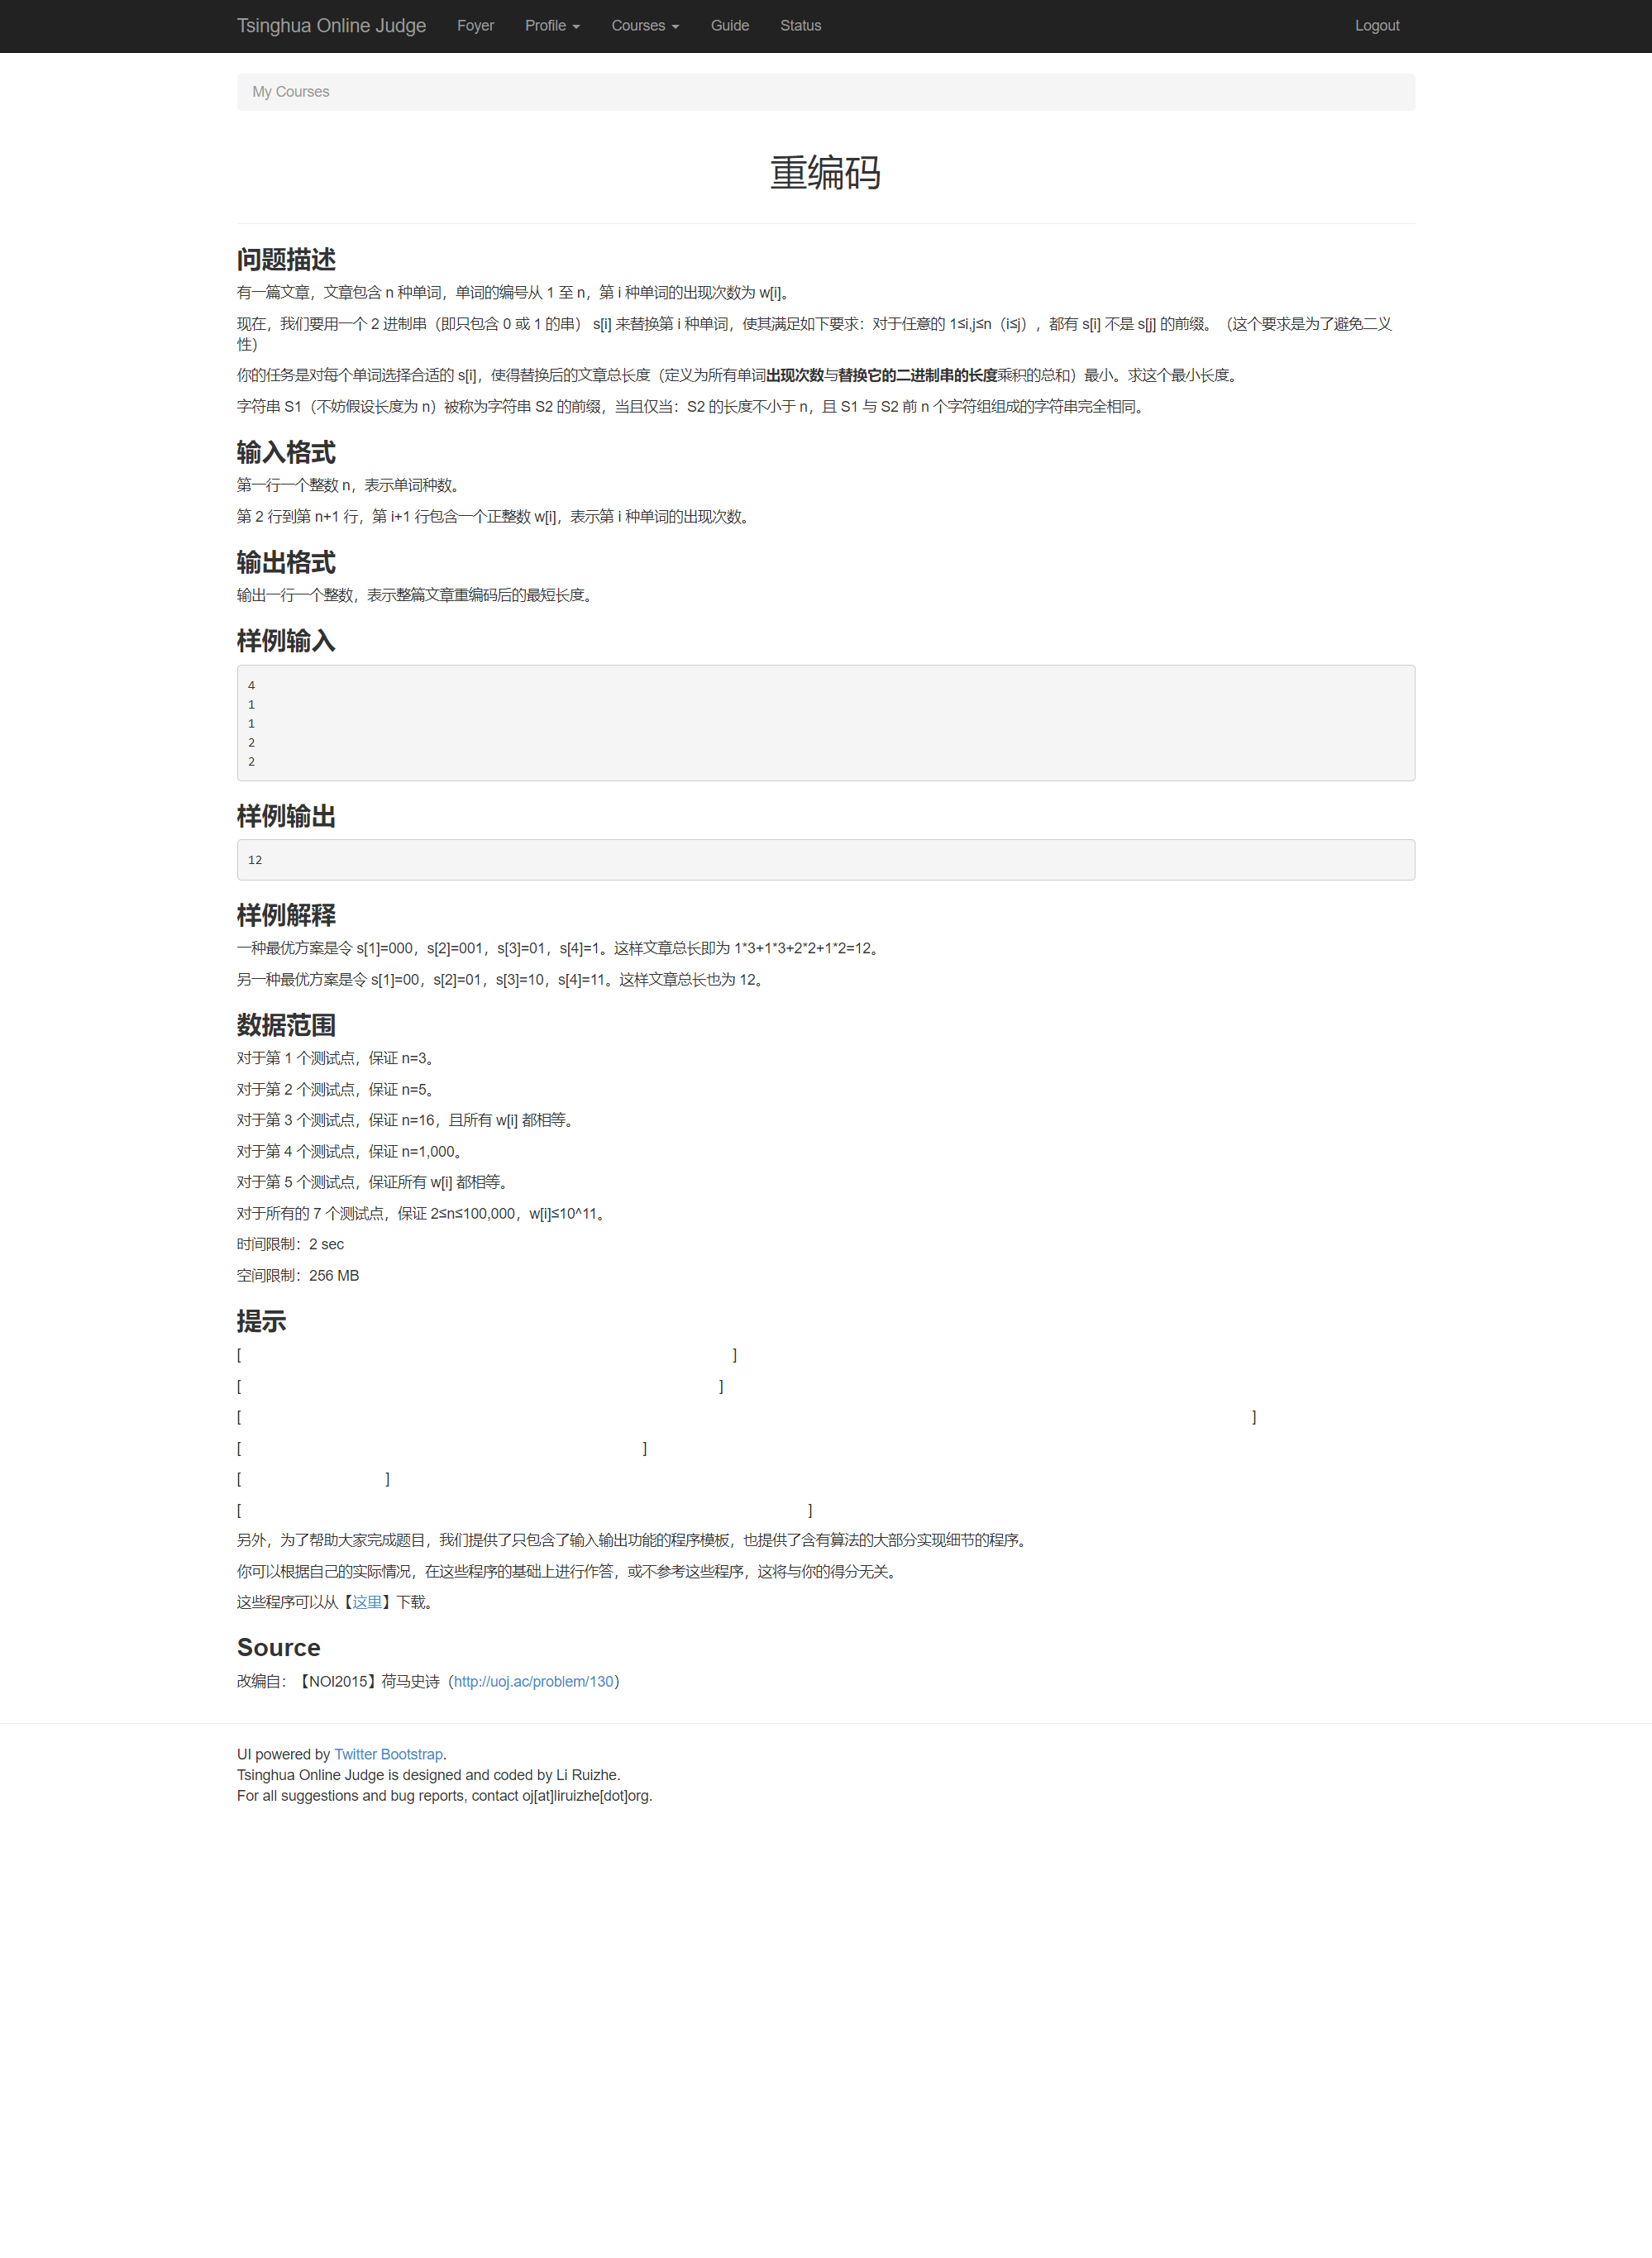 Tsinghua Online Judge Foyer Profile Courses Guide Status Logout
My Courses
重编码
问题描述
有一篇文章，文章包含 n 种单词，单词的编号从 1 至 n，第 i 种单词的出现次数为 w[i]。
现在，我们要用一个 2 进制串（即只包含 0 或 1 的串） s[i] 来替换第 i 种单词，使其满足如下要求：对于任意的 1≤i,j≤n（i≤j），都有 s[i] 不是 s[j] 的前缀。（这个要求是为了避免二义
性）
你的任务是对每个单词选择合适的 s[i]，使得替换后的文章总长度（定义为所有单词出现次数与替换它的二进制串的长度乘积的总和）最小。求这个最小长度。
字符串 S1（不妨假设长度为 n）被称为字符串 S2 的前缀，当且仅当：S2 的长度不小于 n，且 S1 与 S2 前 n 个字符组组成的字符串完全相同。
输入格式
第一行一个整数 n，表示单词种数。
第 2 行到第 n+1 行，第 i+1 行包含一个正整数 w[i]，表示第 i 种单词的出现次数。
输出格式
输出一行一个整数，表示整篇文章重编码后的最短长度。
样例输入
4
1
1
2
2
样例输出
12
样例解释
一种最优方案是令 s[1]=000，s[2]=001，s[3]=01，s[4]=1。这样文章总长即为 1*3+1*3+2*2+1*2=12。
另一种最优方案是令 s[1]=00，s[2]=01，s[3]=10，s[4]=11。这样文章总长也为 12。
数据范围
对于第 1 个测试点，保证 n=3。
对于第 2 个测试点，保证 n=5。
对于第 3 个测试点，保证 n=16，且所有 w[i] 都相等。
对于第 4 个测试点，保证 n=1,000。
对于第 5 个测试点，保证所有 w[i] 都相等。
对于所有的 7 个测试点，保证 2≤n≤100,000，w[i]≤10^11。
时间限制：2 sec
空间限制：256 MB
提示
[ ]
[ ]
[ ]
[ ]
[ ]
[ ]
另外，为了帮助大家完成题目，我们提供了只包含了输入输出功能的程序模板，也提供了含有算法的大部分实现细节的程序。
你可以根据自己的实际情况，在这些程序的基础上进行作答，或不参考这些程序，这将与你的得分无关。
这些程序可以从【这里】下载。
Source
改编自：【NOI2015】荷马史诗（http://uoj.ac/problem/130）
UI powered by Twitter Bootstrap.
Tsinghua Online Judge is designed and coded by Li Ruizhe.
For all suggestions and bug reports, contact oj[at]liruizhe[dot]org.